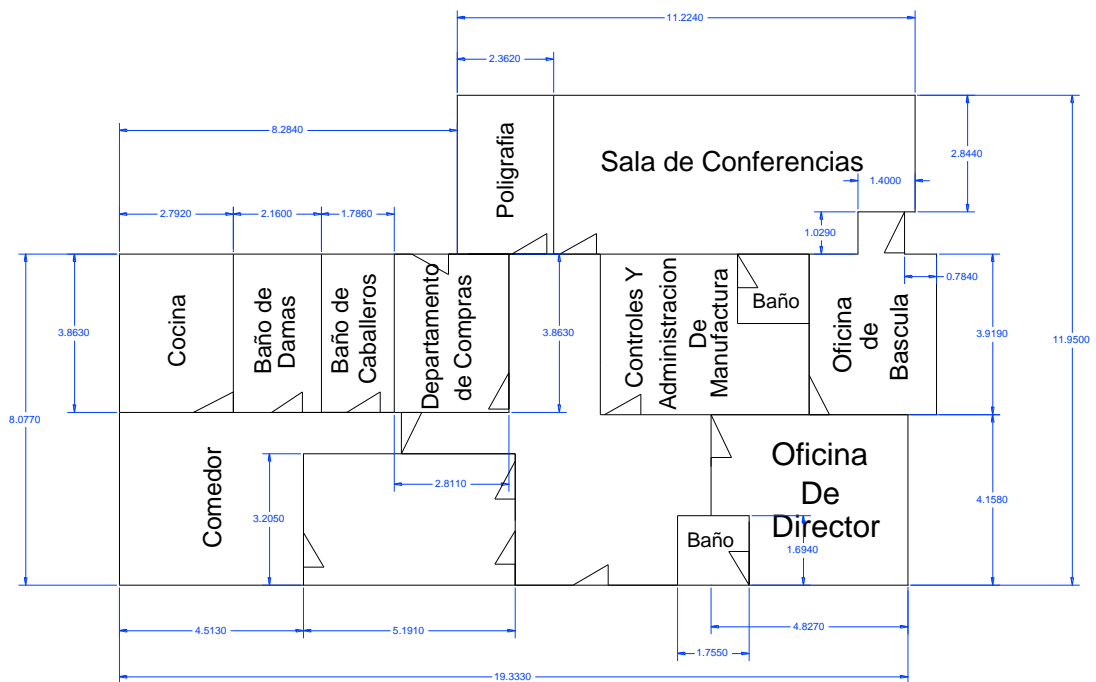 11.2240
2.3620
8.2840
Poligrafia
Sala de Conferencias
2.8440
1.4000
2.7920
2.1600
1.7860
1.0290
0.7840
3.8630
Cocina
Baño de
Damas
Baño de
Caballeros
Departamento
de Compras
3.8630
Controles Y
Administracion
De
Manufactura
Baño
Oficina
de
Bascula
3.9190
11.9500
8.0770
Comedor
3.2050
2.8110
Oficina
De
Director
Baño
1.6940
4.1580
4.5130
5.1910
4.8270
1.7550
19.3330